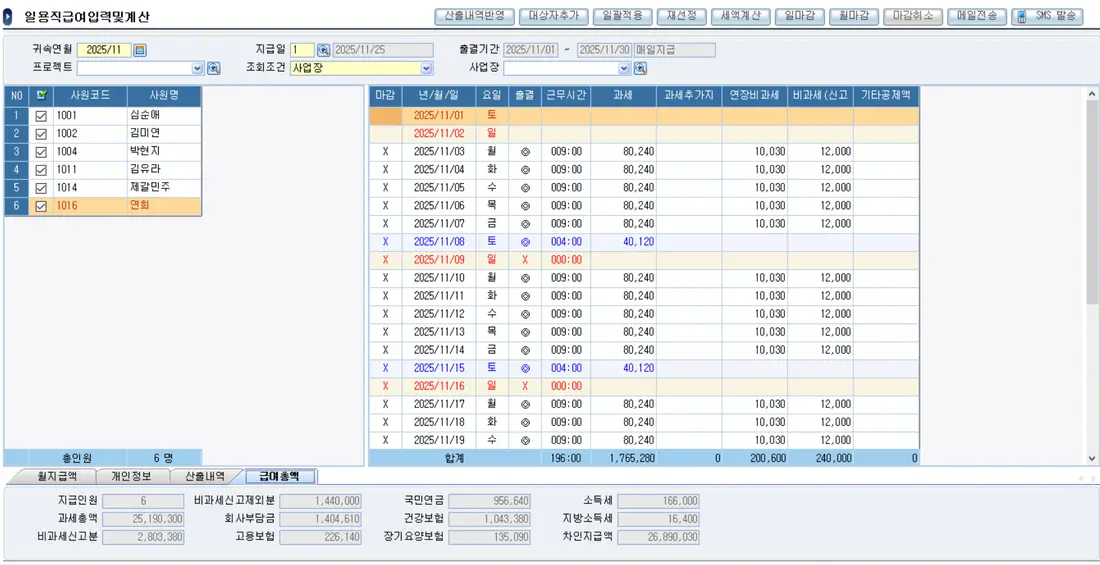 일용직급여입력및계산
산출내역반영 대상자추가 일괄적용 재선정 세액계산 일마감 월마감 마감취소 메일전송 SMS 발송
귀속연월 2025/11 지급일 1 2025/11/25 출결기간 2025/11/01 ~ 2025/11/30 매일지급
프로젝트 조회조건 사업장 사업장
NO 사원코드 사원명
1 1001 심순애
2 1002 김미연
3 1004 박현지
4 1011 김유라
5 1014 제갈민주
6 1016 연희
총인원 6 명
마감 년/월/일 요일 출결 근무시간 과세 과세추가지 연장비과세 비과세(신고 기타공제액
2025/11/01 토
2025/11/02 일
X 2025/11/03 월 ◎ 009:00 80,240 10,030 12,000
X 2025/11/04 화 ◎ 009:00 80,240 10,030 12,000
X 2025/11/05 수 ◎ 009:00 80,240 10,030 12,000
X 2025/11/06 목 ◎ 009:00 80,240 10,030 12,000
X 2025/11/07 금 ◎ 009:00 80,240 10,030 12,000
X 2025/11/08 토 ◎ 004:00 40,120
X 2025/11/09 일 X 000:00
X 2025/11/10 월 ◎ 009:00 80,240 10,030 12,000
X 2025/11/11 화 ◎ 009:00 80,240 10,030 12,000
X 2025/11/12 수 ◎ 009:00 80,240 10,030 12,000
X 2025/11/13 목 ◎ 009:00 80,240 10,030 12,000
X 2025/11/14 금 ◎ 009:00 80,240 10,030 12,000
X 2025/11/15 토 ◎ 004:00 40,120
X 2025/11/16 일 X 000:00
X 2025/11/17 월 ◎ 009:00 80,240 10,030 12,000
X 2025/11/18 화 ◎ 009:00 80,240 10,030 12,000
X 2025/11/19 수 ◎ 009:00 80,240 10,030 12,000
합계 196:00 1,765,280 0 200,600 240,000 0
월지급액 개인정보 산출내역 급여총액
지급인원 6 비과세신고제외분 1,440,000 국민연금 956,640 소득세 166,000
과세총액 25,190,300 회사부담금 1,404,610 건강보험 1,043,380 지방소득세 16,400
비과세신고분 2,803,380 고용보험 226,140 장기요양보험 135,090 차인지급액 26,890,030